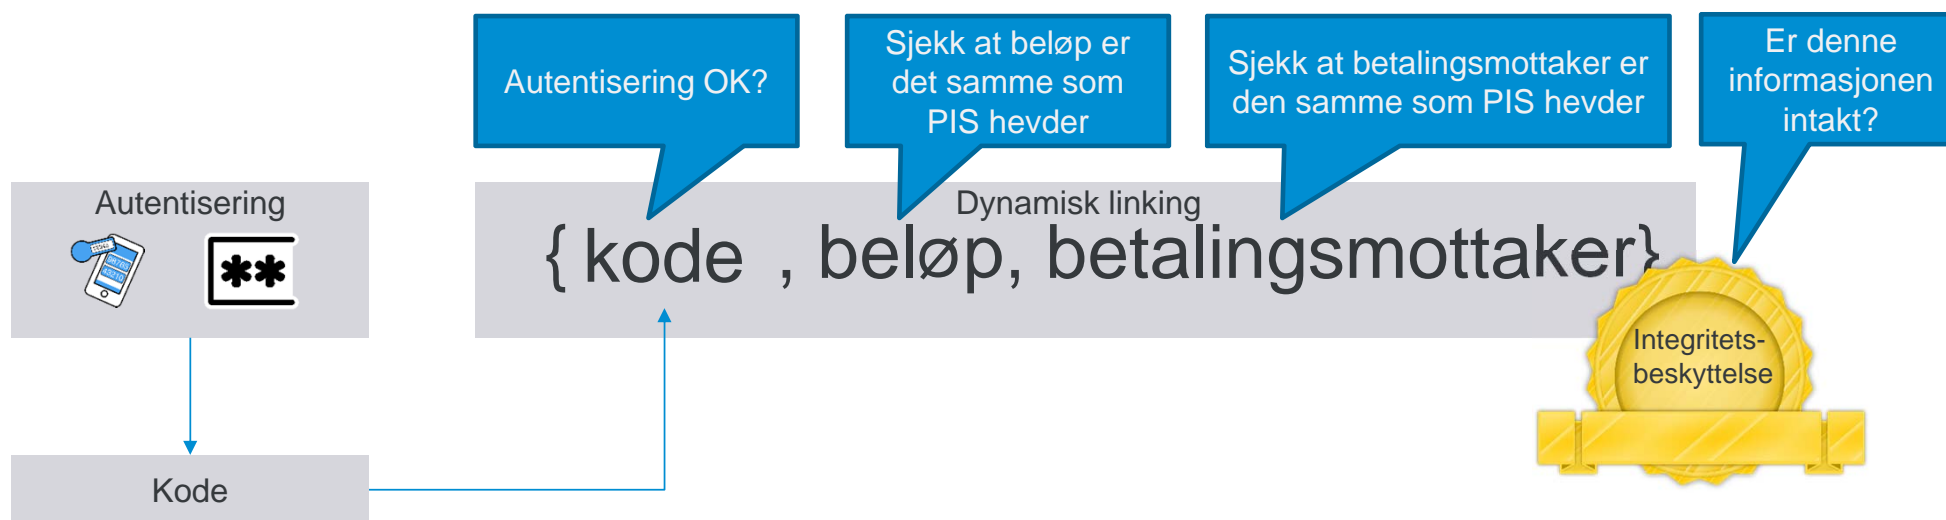 Autentisering OK?
Sjekk at beløp er
det samme som
PIS hevder
Sjekk at betalingsmottaker er
den samme som PIS hevder
Er denne
informasjonen
intakt?
Autentisering
**
Dynamisk linking
{ kode , beløp, betalingsmottaker}
Integritets-
beskyttelse
Kode